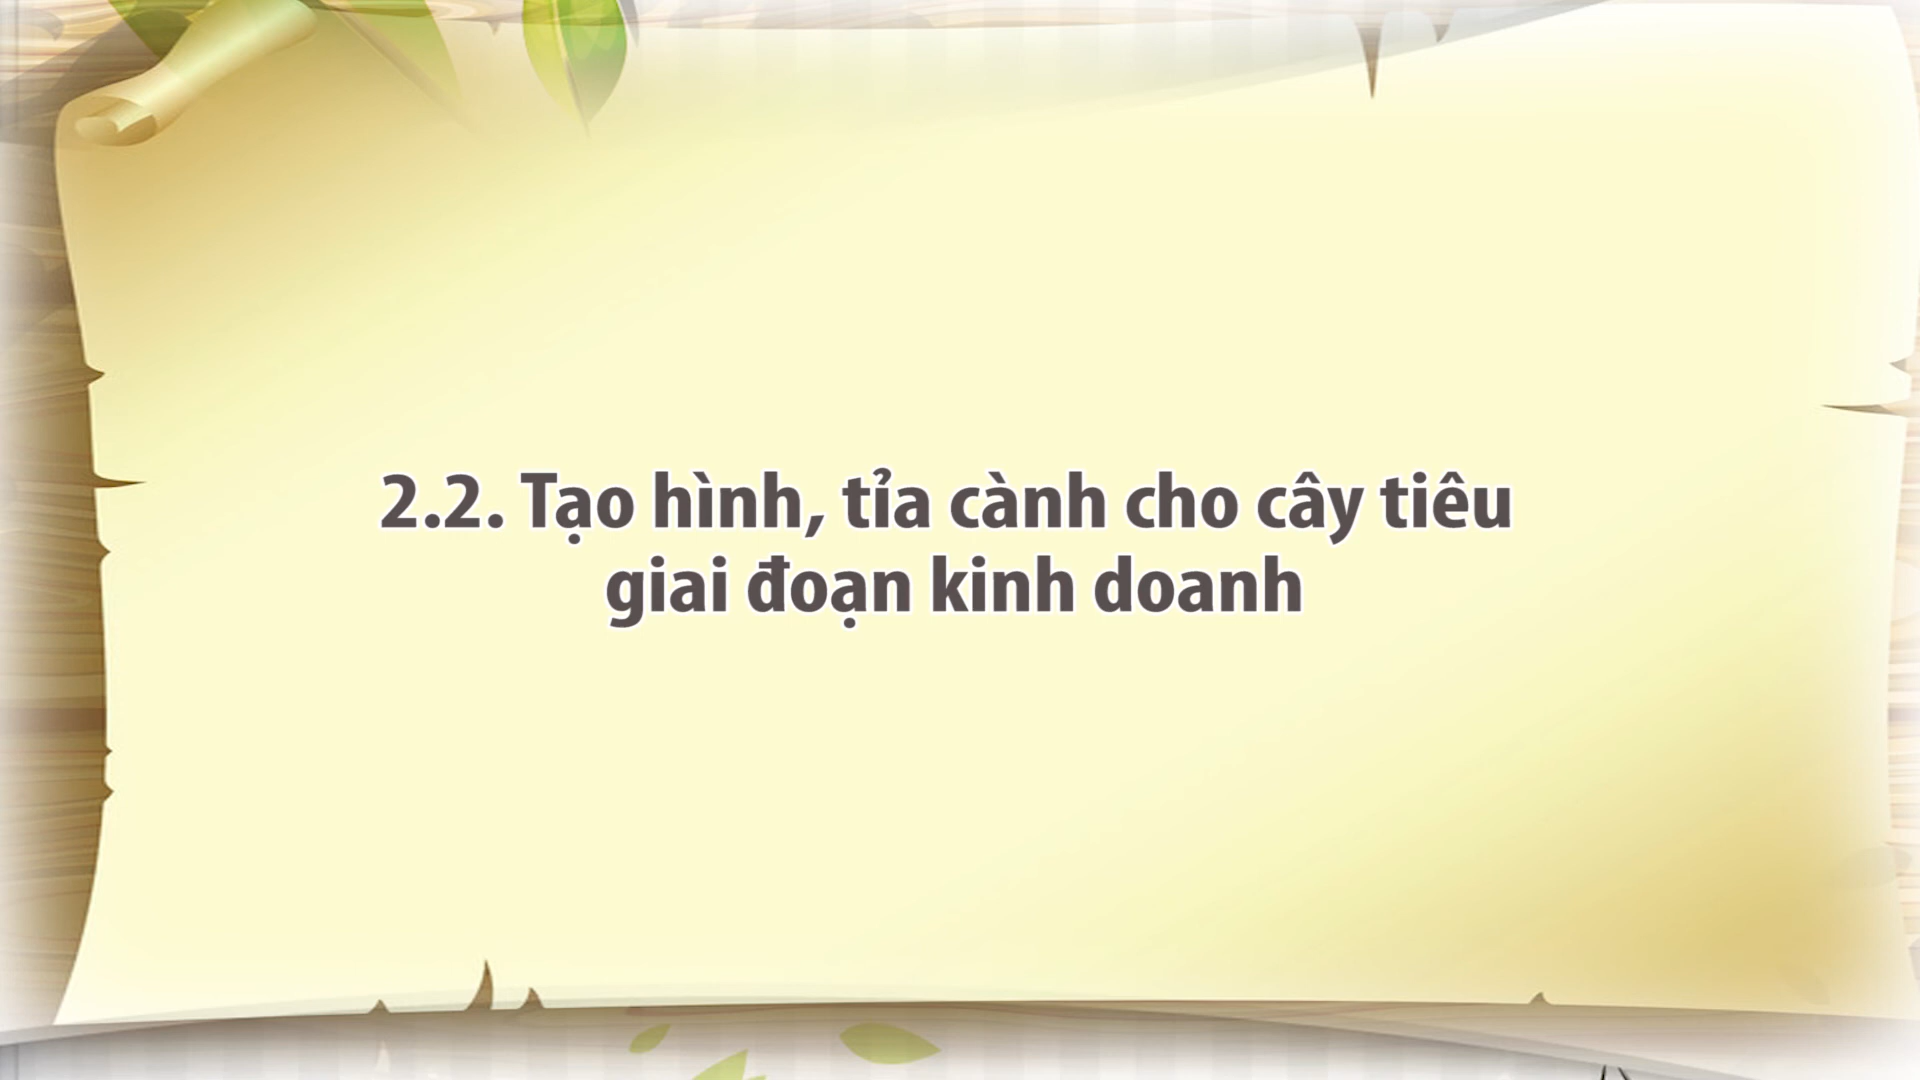 2.2. Tạo hình, tỉa cành cho cây tiêu
giai đoạn kinh doanh